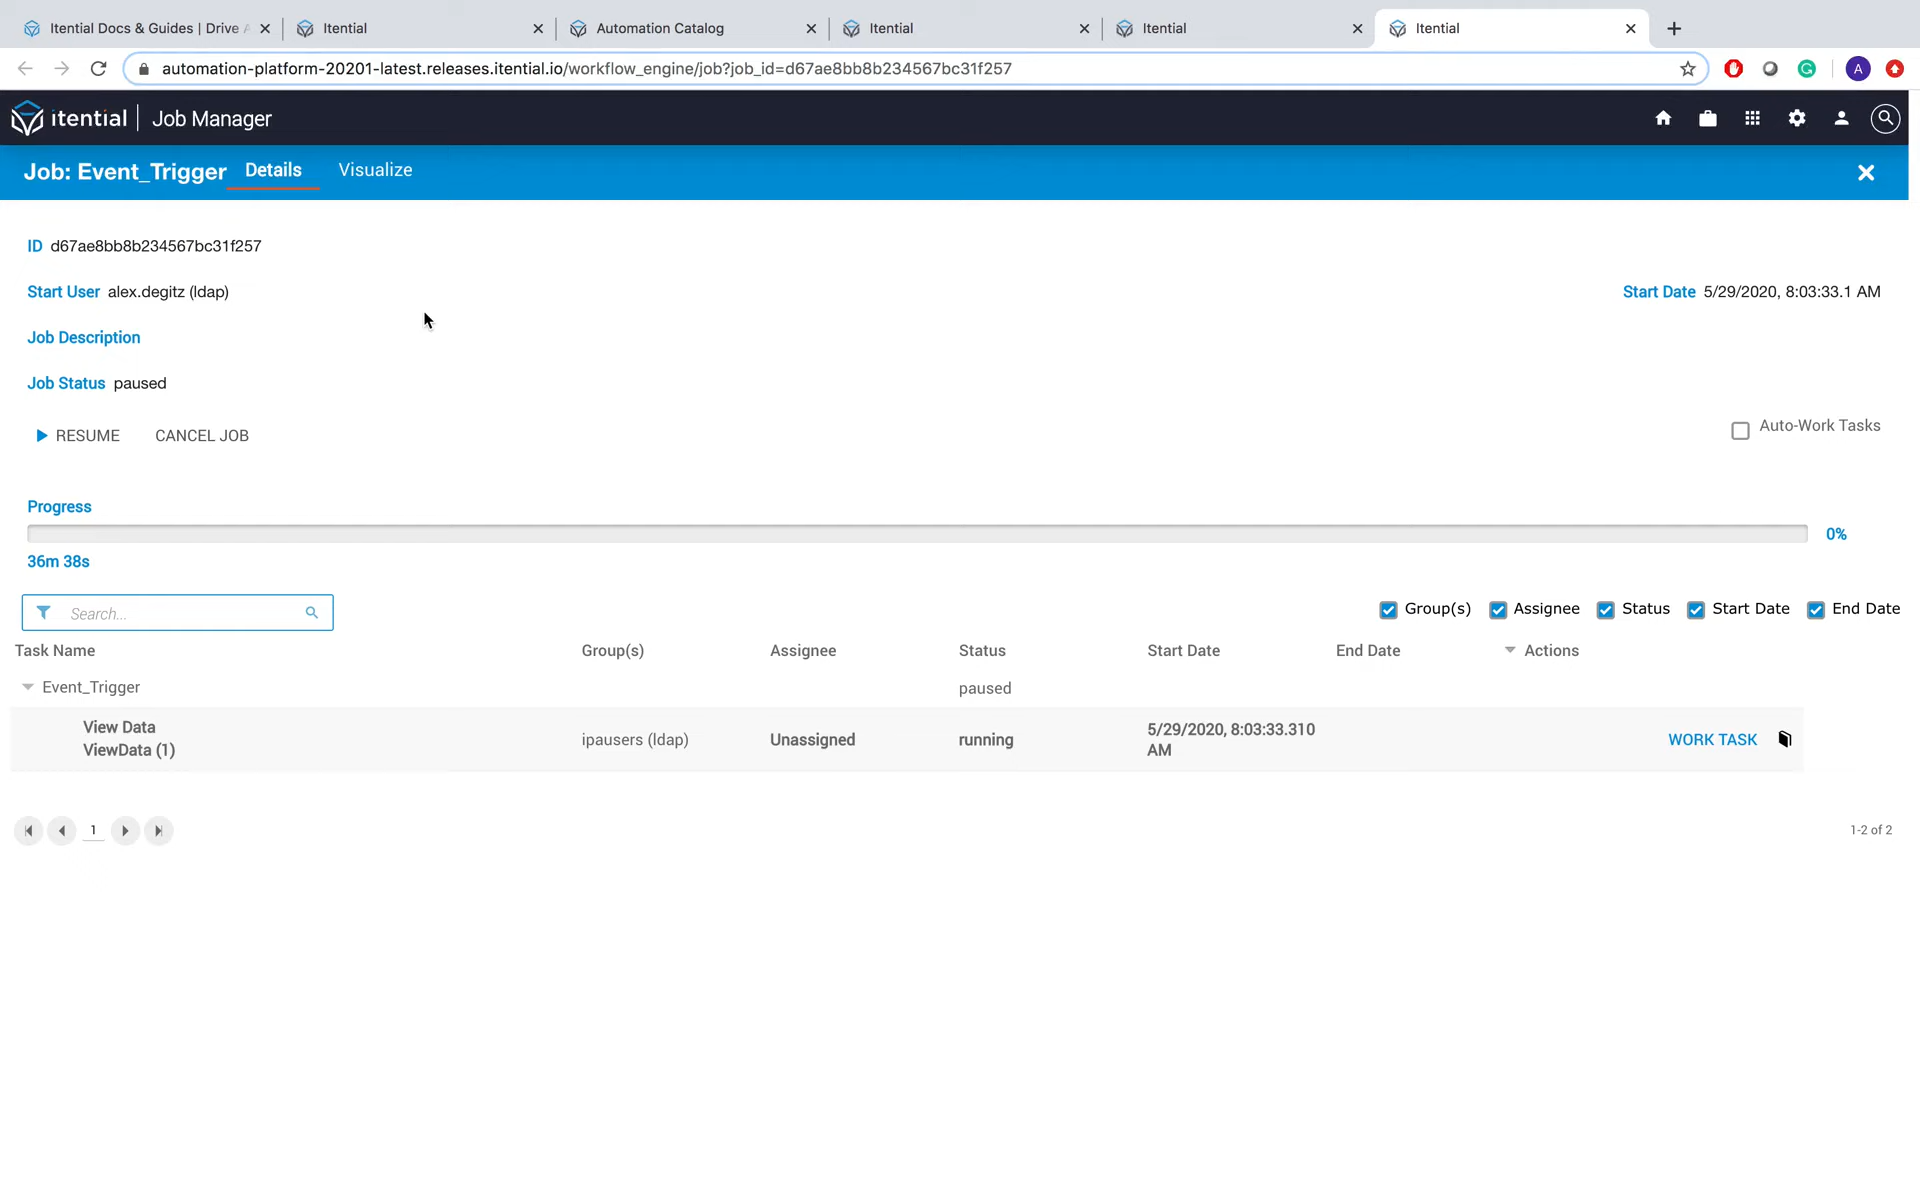 Itential Docs & Guides | Drive A
Itential
Automation Catalog
Itential
Itential
Itential
automation-platform-20201-latest.releases.itential.io/workflow_engine/job?job_id=d67ae8bb8b234567bc31f257
A
itential
Job Manager
Job: Event_Trigger
Details
Visualize
ID d67ae8bb8b234567bc31f257
Start User alex.degitz (ldap)
Start Date 5/29/2020, 8:03:33.1 AM
Job Description
Job Status paused
RESUME
CANCEL JOB
Auto-Work Tasks
Progress
0%
36m 38s
Search...
Group(s)
Assignee
Status
Start Date
End Date
Task Name
Group(s)
Assignee
Status
Start Date
End Date
Actions
Event_Trigger
paused
View Data
ViewData (1)
ipausers (ldap)
Unassigned
running
5/29/2020, 8:03:33.310
AM
WORK TASK
1
1-2 of 2